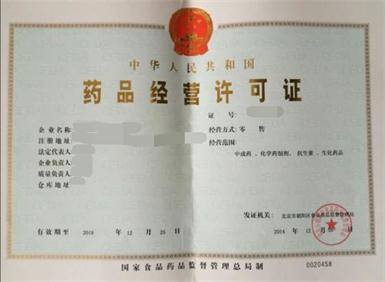 中华人民共和国
药品经营许可证
证 号:
企业名称:
经营方式: 零 售
注册地址:
经营范围:
法定代表人:
中成药、化学药制剂、抗生素、生化药品
企业负责人:
质量负责人:
仓库地址:
发证机关:
有效期至 12 月 25 日
2014 年 12 月
国家食品药品监督管理总局制
0020458